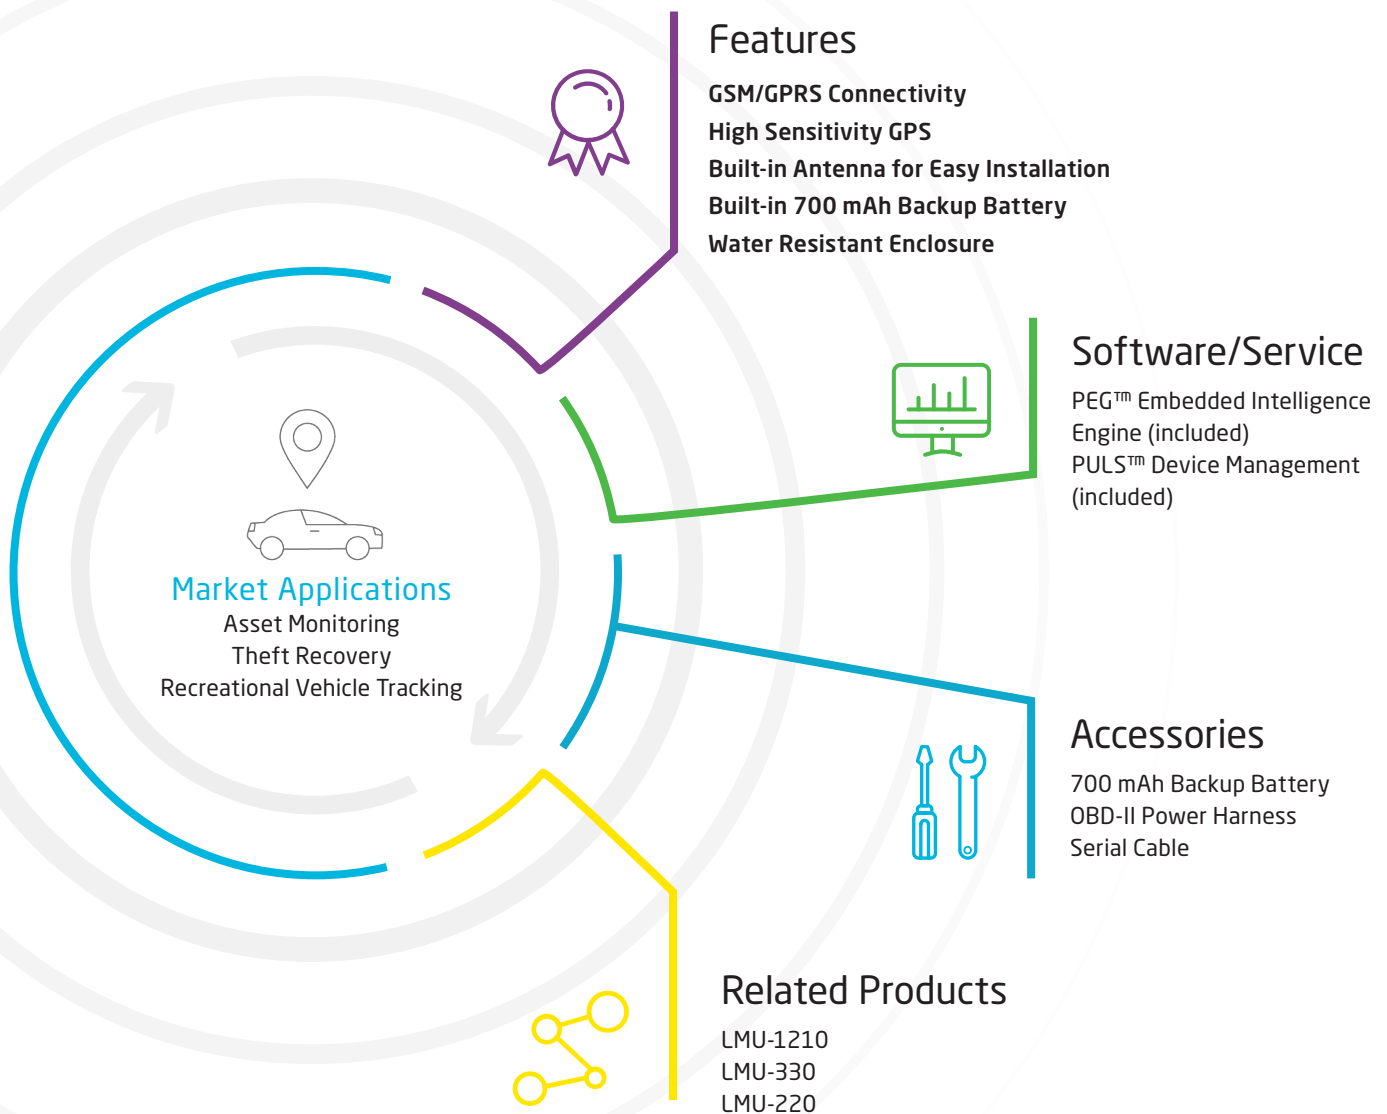 Features
GSM/GPRS Connectivity
High Sensitivity GPS
Built-in Antenna for Easy Installation
Built-in 700 mAh Backup Battery
Water Resistant Enclosure
Software/Service
PEG™ Embedded Intelligence
Engine (included)
PULS™ Device Management
(included)
Market Applications
Asset Monitoring
Theft Recovery
Recreational Vehicle Tracking
Accessories
700 mAh Backup Battery
OBD-II Power Harness
Serial Cable
Related Products
LMU-1210
LMU-330
LMU-220